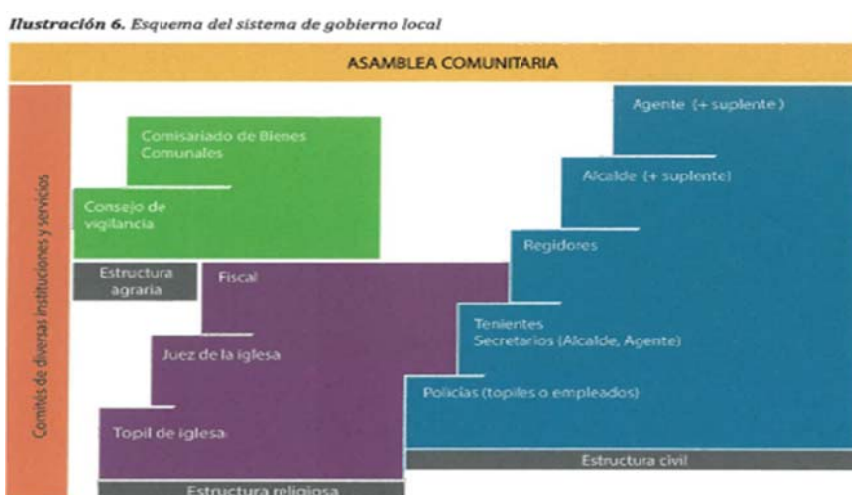 Ilustración 6. Esquema del sistema de gobierno local
ASAMBLEA COMUNITARIA
Comités de diversas instituciones y servicios
Comisariado de Bienes
Comunales
Consejo de
vigilancia
Estructura
agraria
Fiscal
Juez de la iglesa
Topil de iglesa
Estructura religiosa
Agente (+ suplente )
Alcalde (+ suplente)
Regidores
Tenientes
Secretarios (Alcalde, Agente)
Policías (topiles o empleados)
Estructura civil